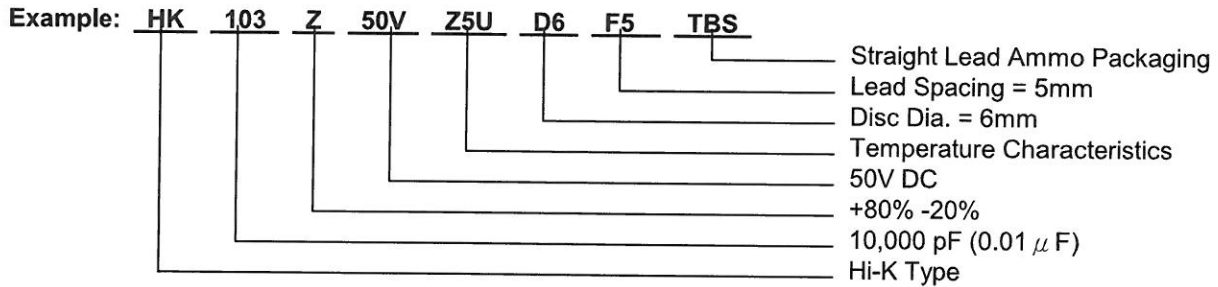 Example: HK 103 Z 50V Z5U D6 F5 TBS
Straight Lead Ammo Packaging
Lead Spacing = 5mm
Disc Dia. = 6mm
Temperature Characteristics
50V DC
+80% -20%
10,000 pF (0.01 μ F)
Hi-K Type